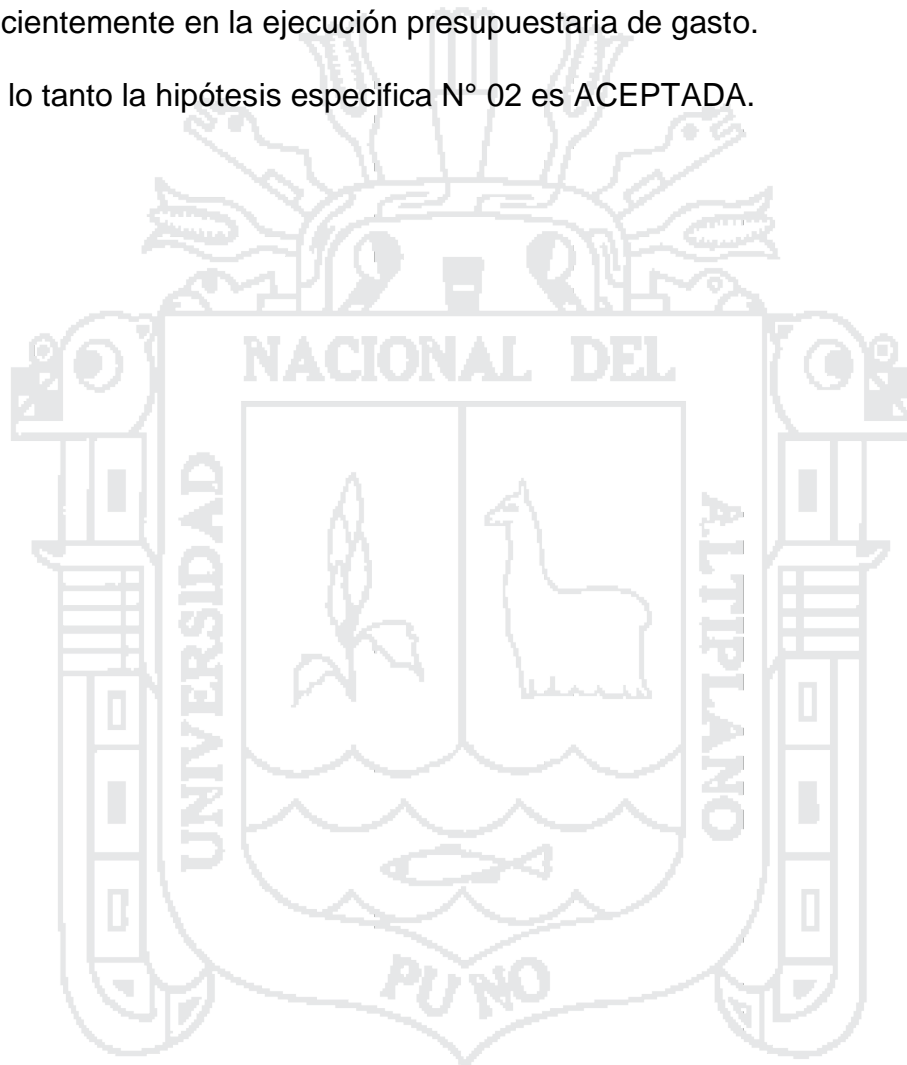 cientemente en la ejecución presupuestaria de gasto.
lo tanto la hipótesis especifica N° 02 es ACEPTADA.
NACIONAL DEL
UNIVERSIDAD
ALTIPLANO
PUNO